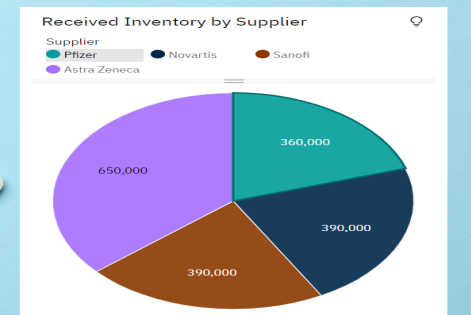 Received Inventory by Supplier
Supplier
Pfizer Novartis Sanofi
Astra Zeneca
360,000
650,000
390,000
390,000